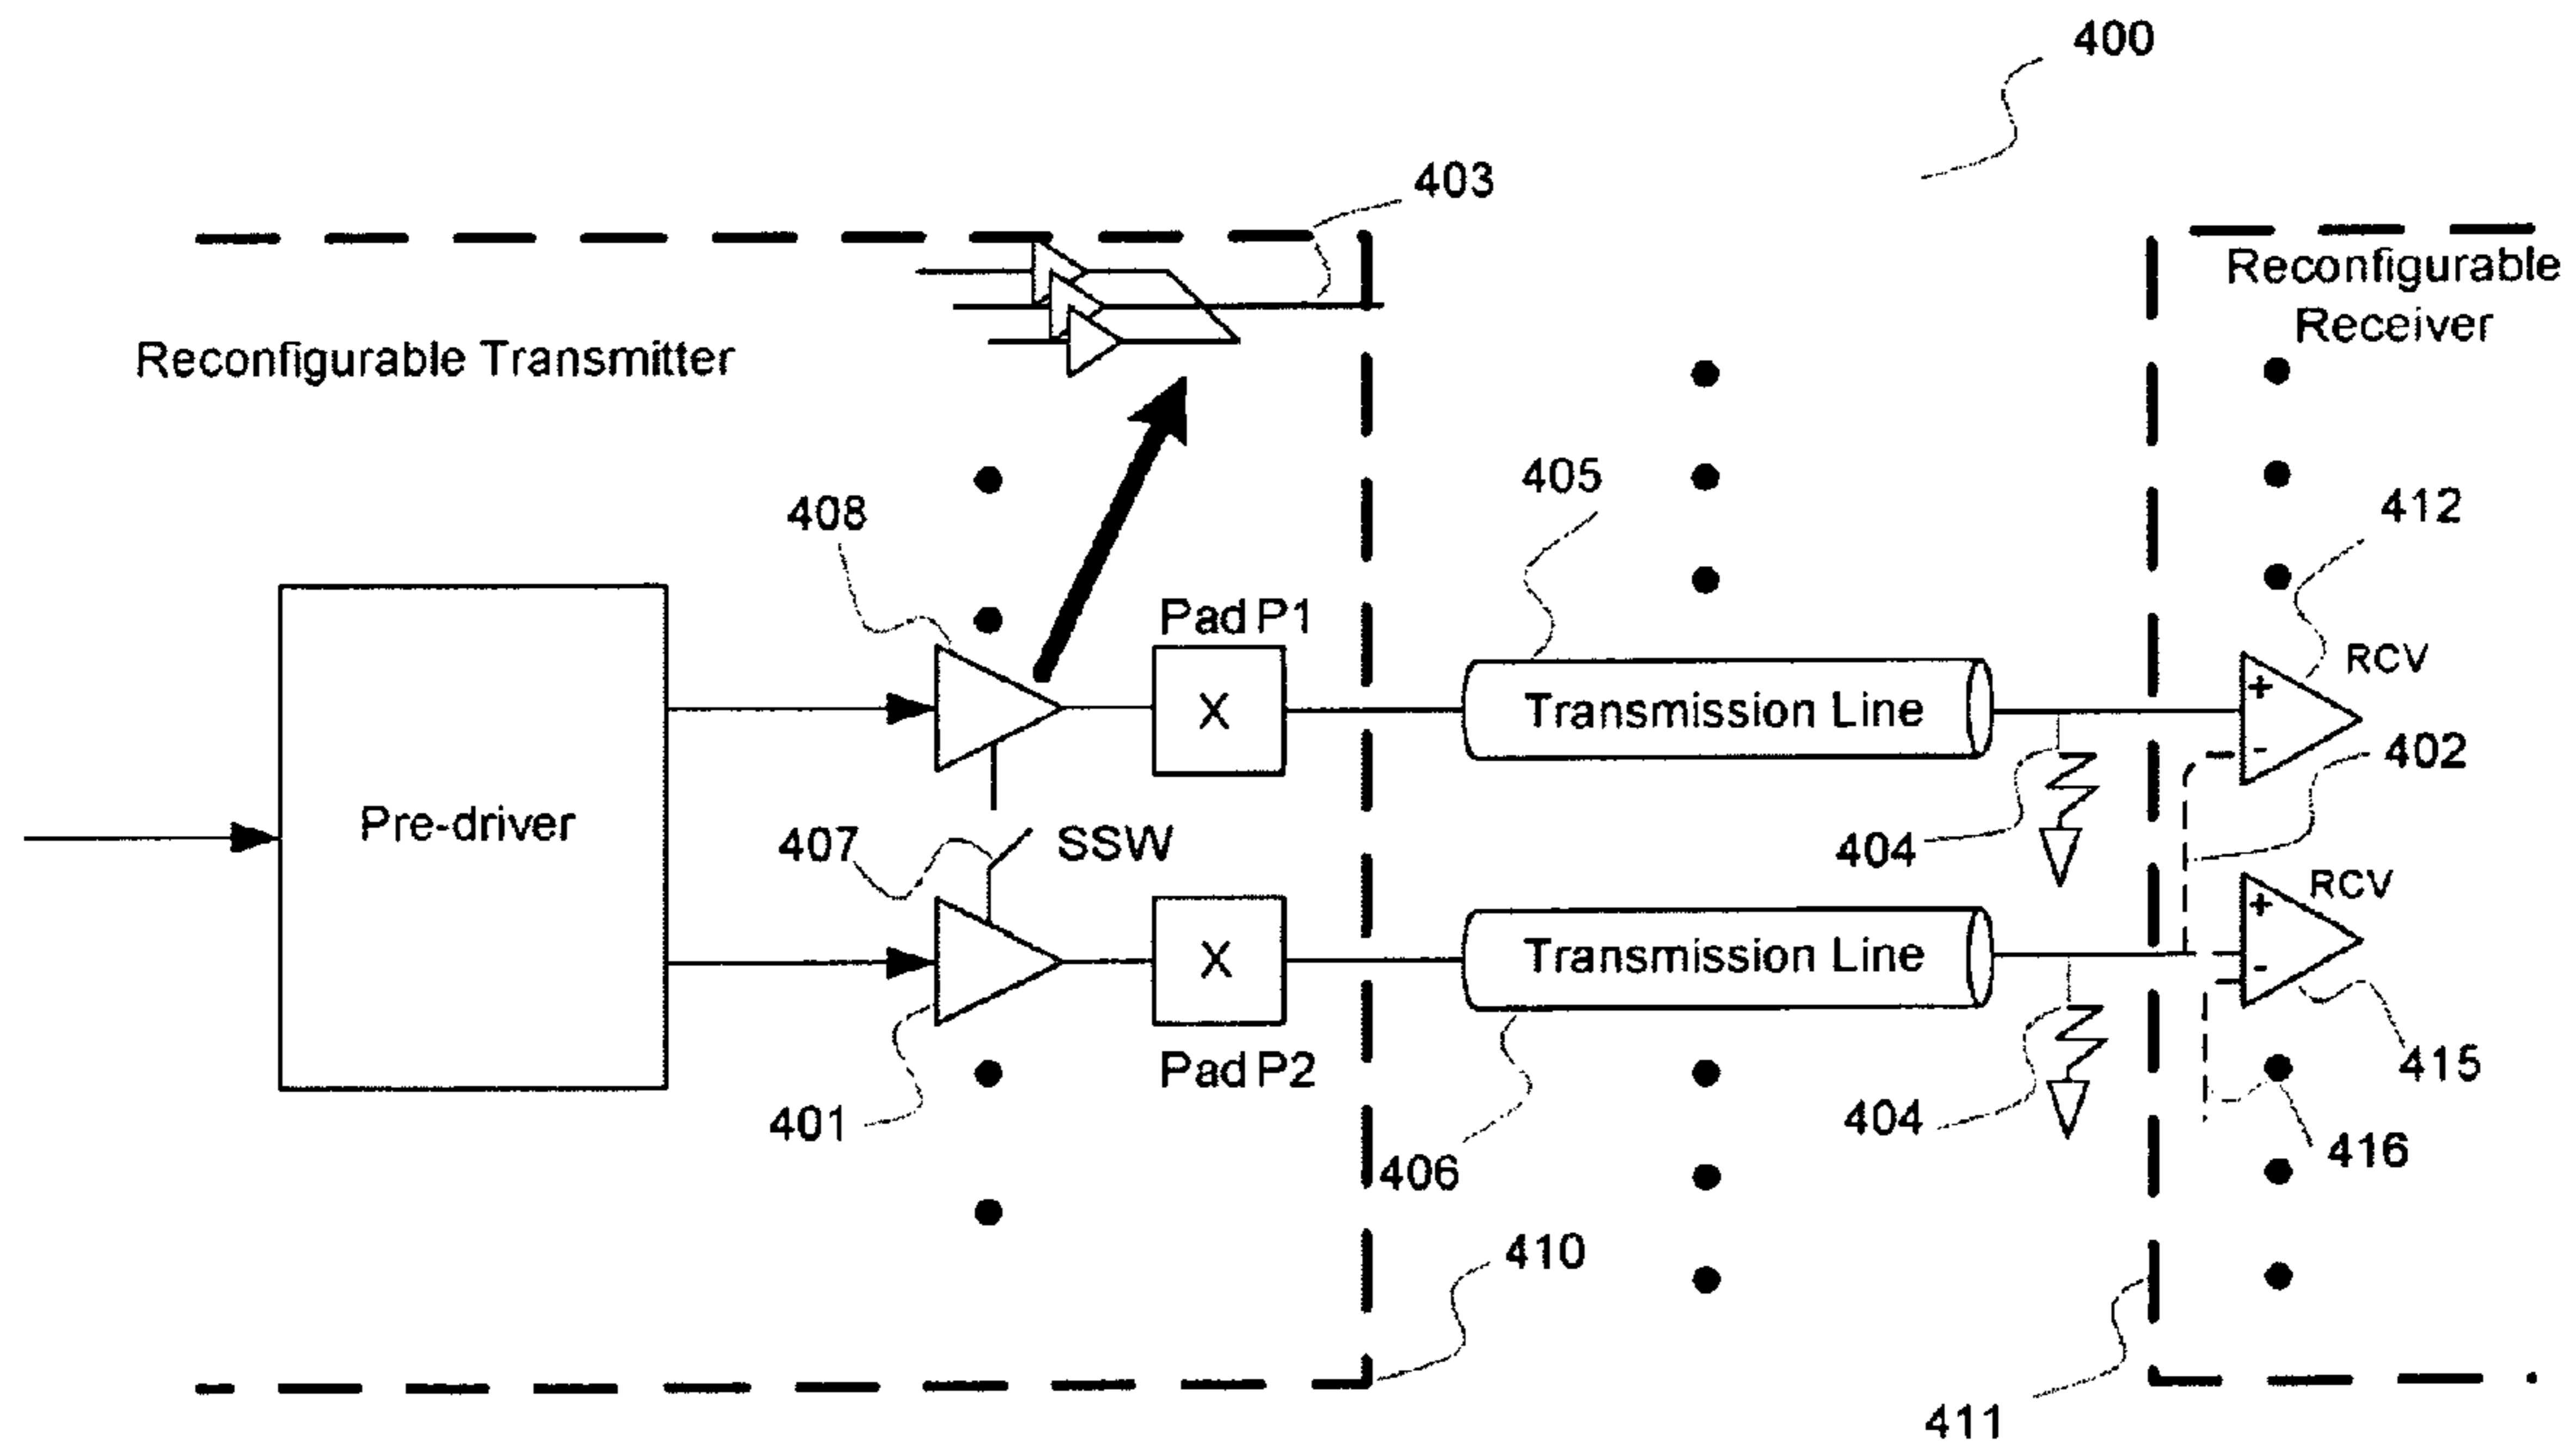 400
403
Reconfigurable
Receiver
Reconfigurable Transmitter
405
412
408
Pad P1
RCV
X
Transmission Line
+
-
402
Pre-driver
407
SSW
404
RCV
+
X
Transmission Line
-
Pad P2
415
401
404
416
406
410
411